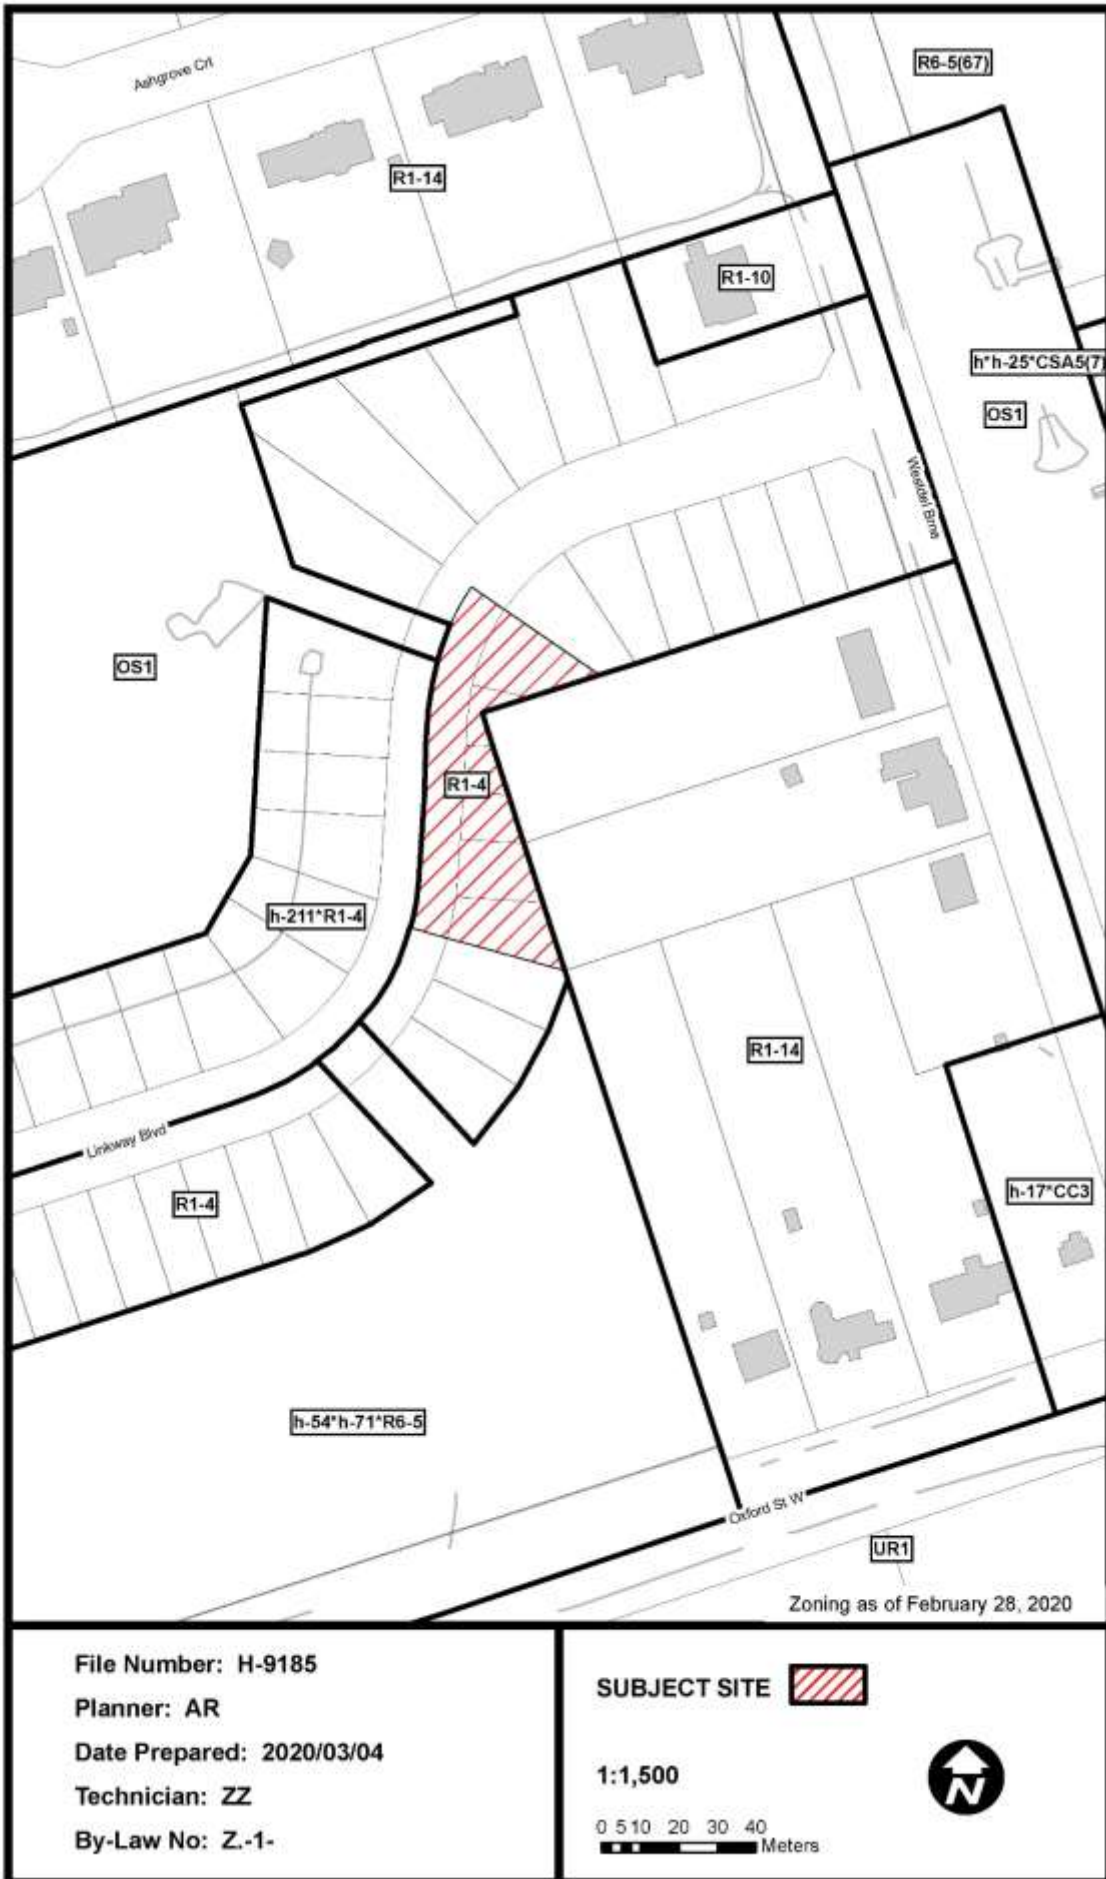 Ashgrove Crt
R6-5(67)
R1-14
R1-10
h*h-25*CSA5(7)
OS1
Westdel Brne
OS1
R1-4
h-211*R1-4
R1-14
Linkway Blvd
h-17*CC3
R1-4
h-54*h-71*R6-5
Oxford St W
UR1
Zoning as of February 28, 2020
File Number: H-9185
Planner: AR
Date Prepared: 2020/03/04
Technician: ZZ
By-Law No: Z.-1-
SUBJECT SITE
1:1,500
N
0 5 10 20 30 40
Meters